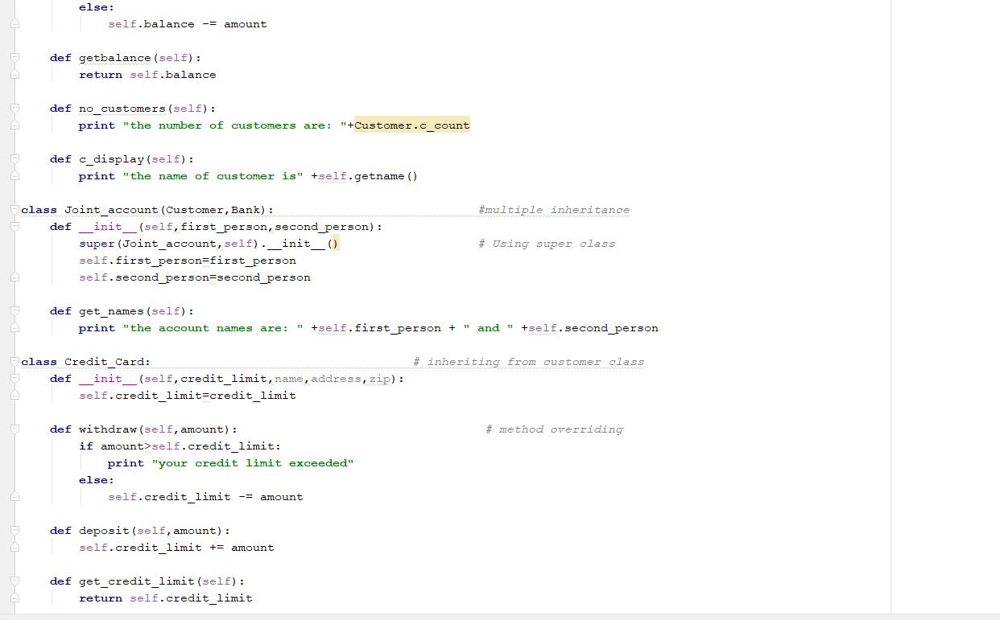 else:
self.balance -= amount
def getbalance(self):
return self.balance
def no_customers(self):
print "the number of customers are: "+Customer.c_count
def c_display(self):
print "the name of customer is" +self.getname()
class Joint_account(Customer,Bank): #multiple inheritance
def __init__(self,first_person,second_person):
super(Joint_account,self).__init__() # Using super class
self.first_person=first_person
self.second_person=second_person
def get_names(self):
print "the account names are: " +self.first_person + " and " +self.second_person
class Credit_Card: # inheriting from customer class
def __init__(self,credit_limit,name,address,zip):
self.credit_limit=credit_limit
def withdraw(self,amount): # method overriding
if amount>self.credit_limit:
print "your credit limit exceeded"
else:
self.credit_limit -= amount
def deposit(self,amount):
self.credit_limit += amount
def get_credit_limit(self):
return self.credit_limit